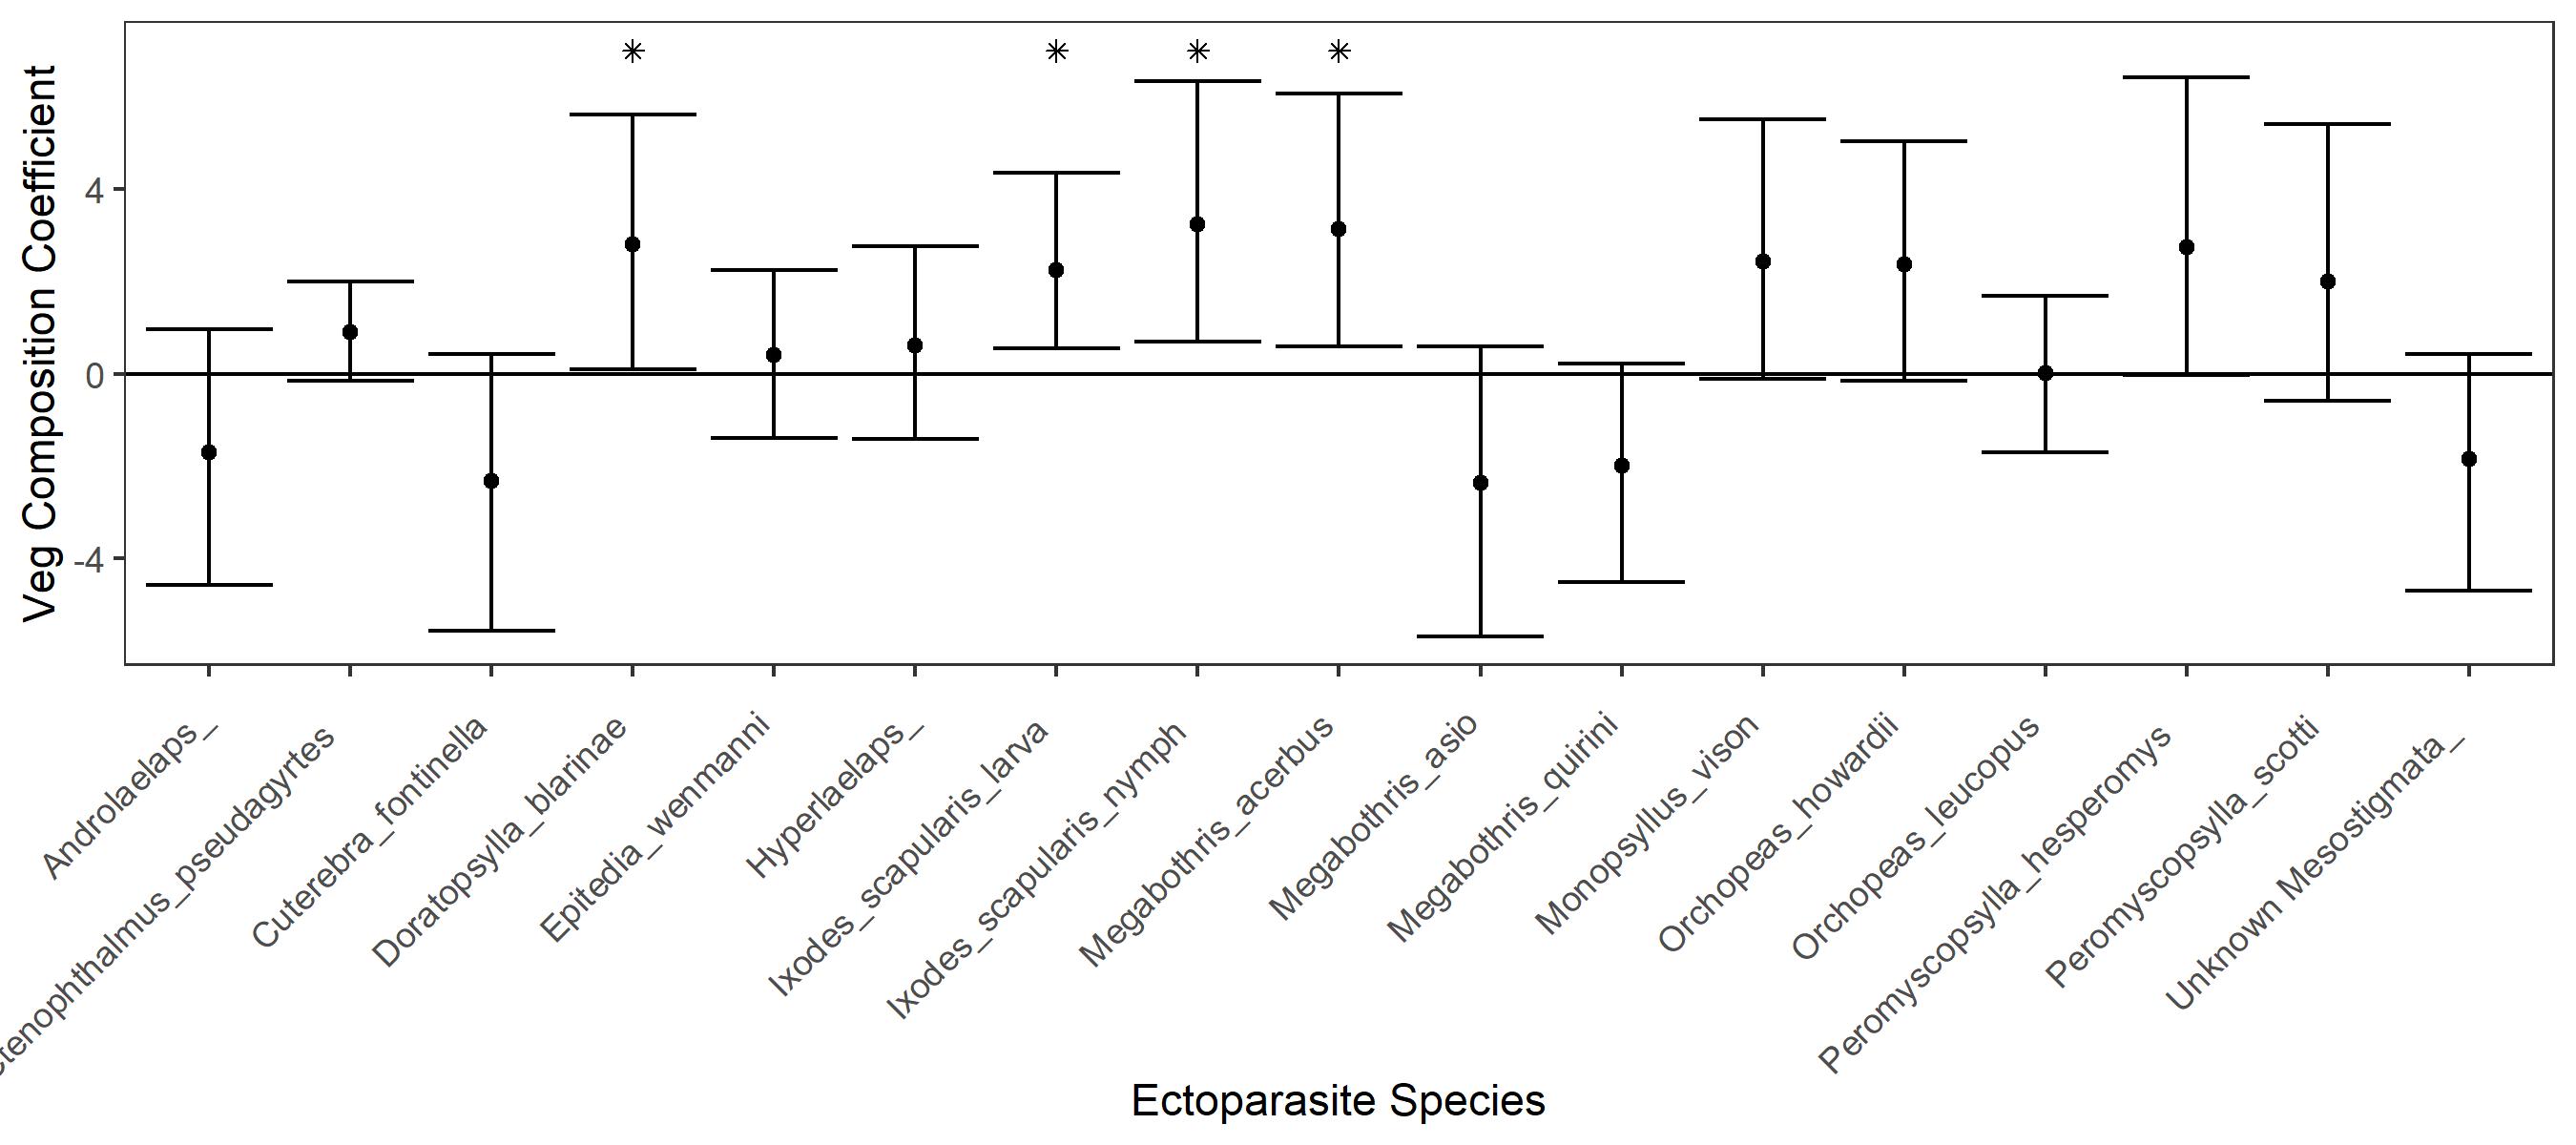 Veg Composition Coefficient
4
0
-4
Androlaelaps_
tenophthalmus_pseudagyrtes
Cuterebra_fontinella
Doratopsylla_blarinae
Epitedia_wenmanni
Hyperlaelaps_
Ixodes_scapularis_larva
Ixodes_scapularis_nymph
Megabothris_acerbus
Megabothris_asio
Megabothris_quirini
Monopsyllus_vison
Orchopeas_howardii
Orchopeas_leucopus
Peromyscopsylla_hesperomys
Peromyscopsylla_scotti
Unknown Mesostigmata_
Ectoparasite Species